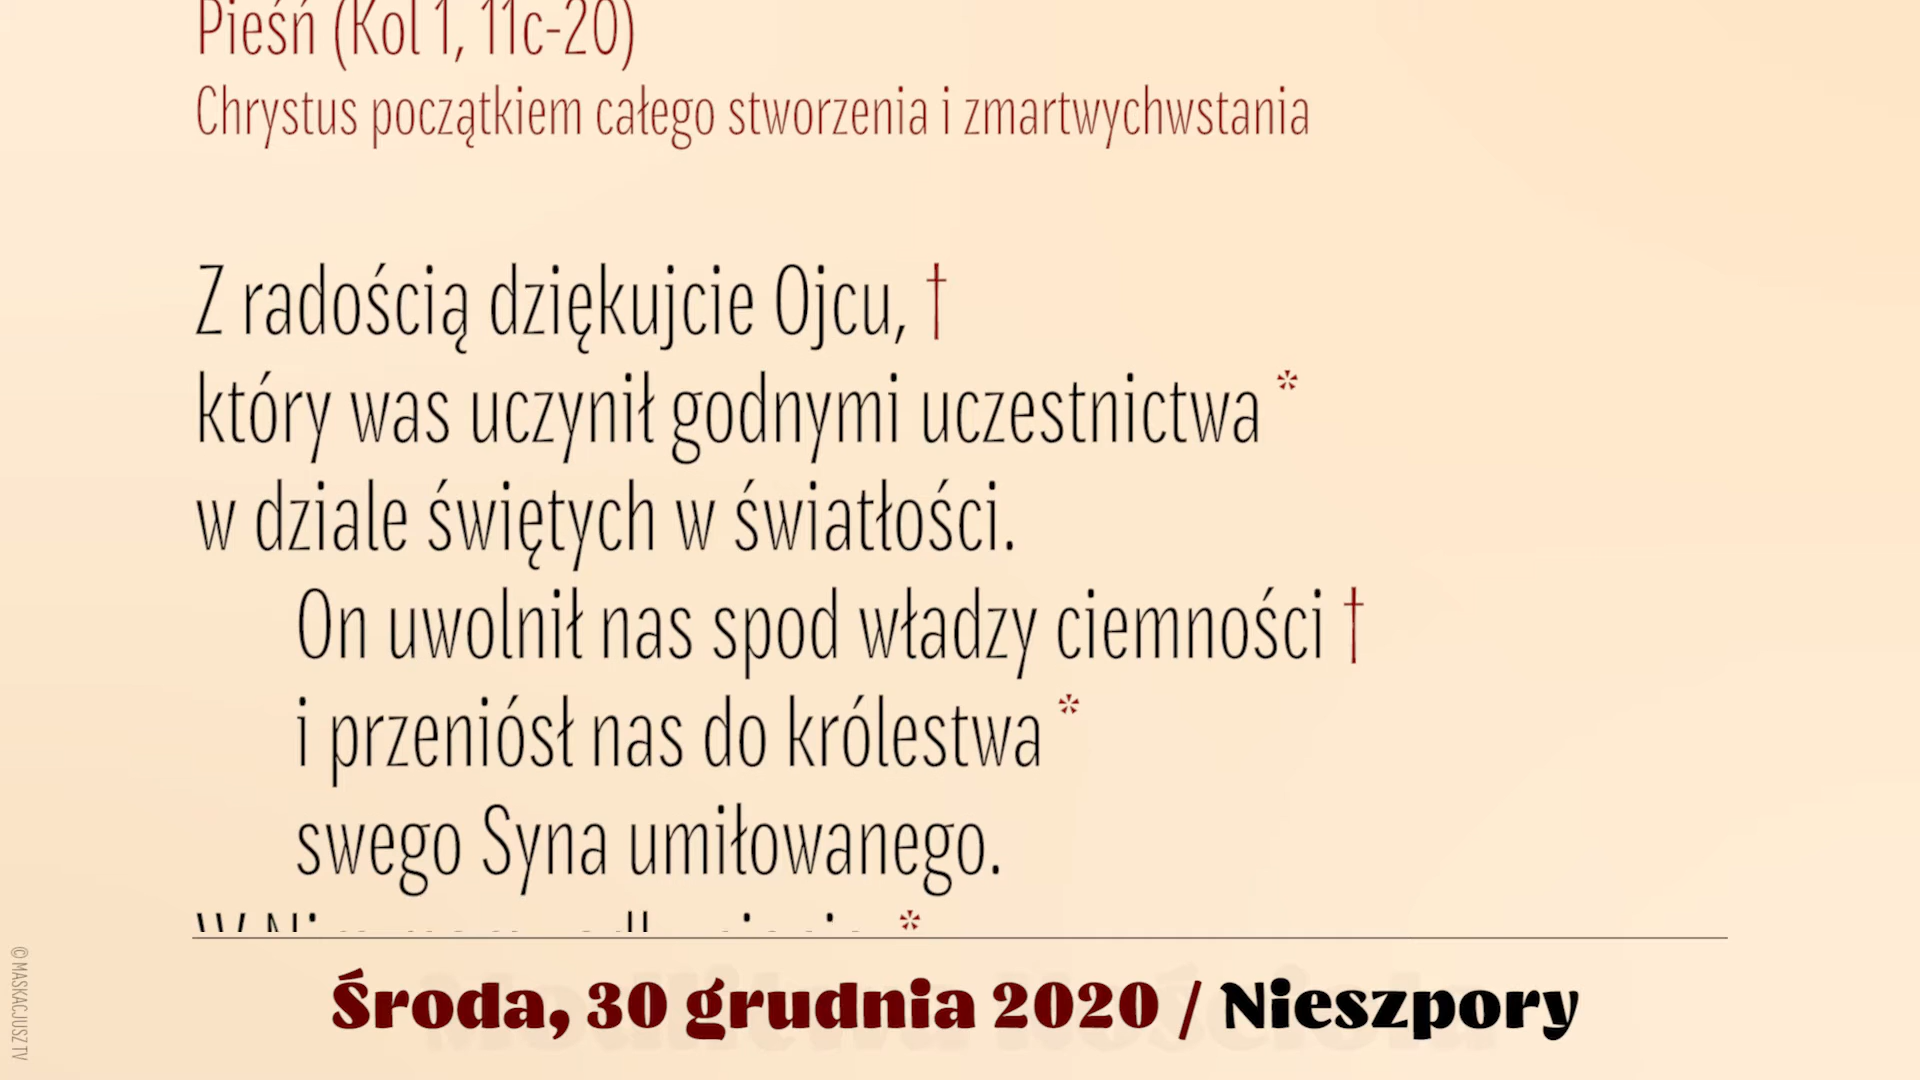 Pieśń (Kol 1, 11c-20)
Chrystus początkiem całego stworzenia i zmartwychwstania
Z radością dziękujcie Ojcu, †
który was uczynił godnymi uczestnictwa *
w dziale świętych w światłości.
On uwolnił nas spod władzy ciemności †
i przeniósł nas do królestwa *
swego Syna umiłowanego.
Środa, 30 grudnia 2020 / Nieszpory
© MASKACJUSZ TV